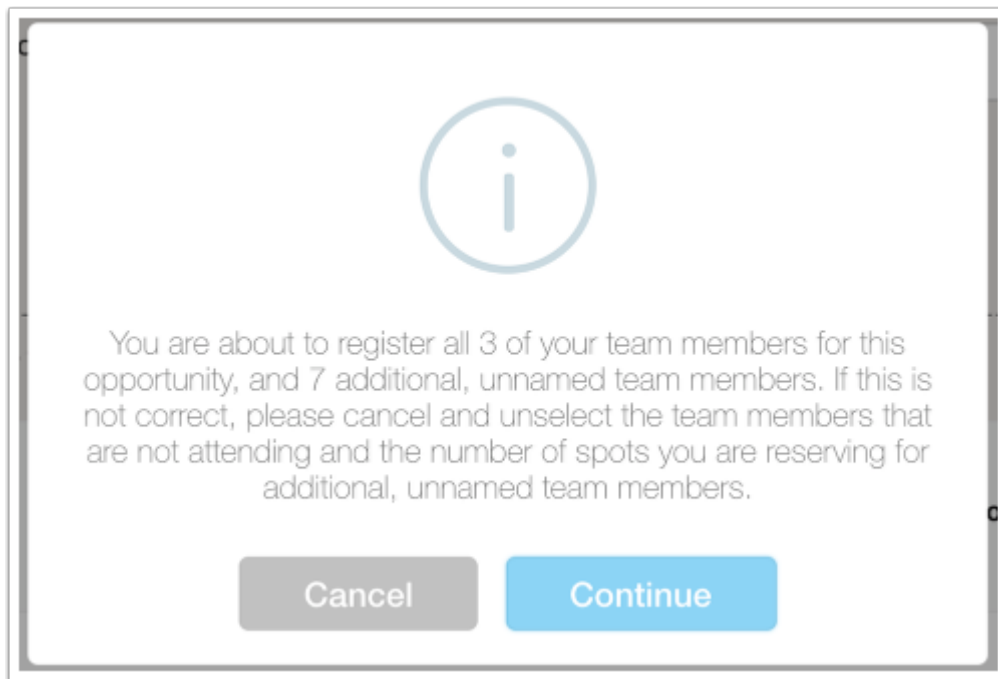 You are about to register all 3 of your team members for this
opportunity, and 7 additional, unnamed team members. If this is
not correct, please cancel and unselect the team members that
are not attending and the number of spots you are reserving for
additional, unnamed team members.
Cancel
Continue